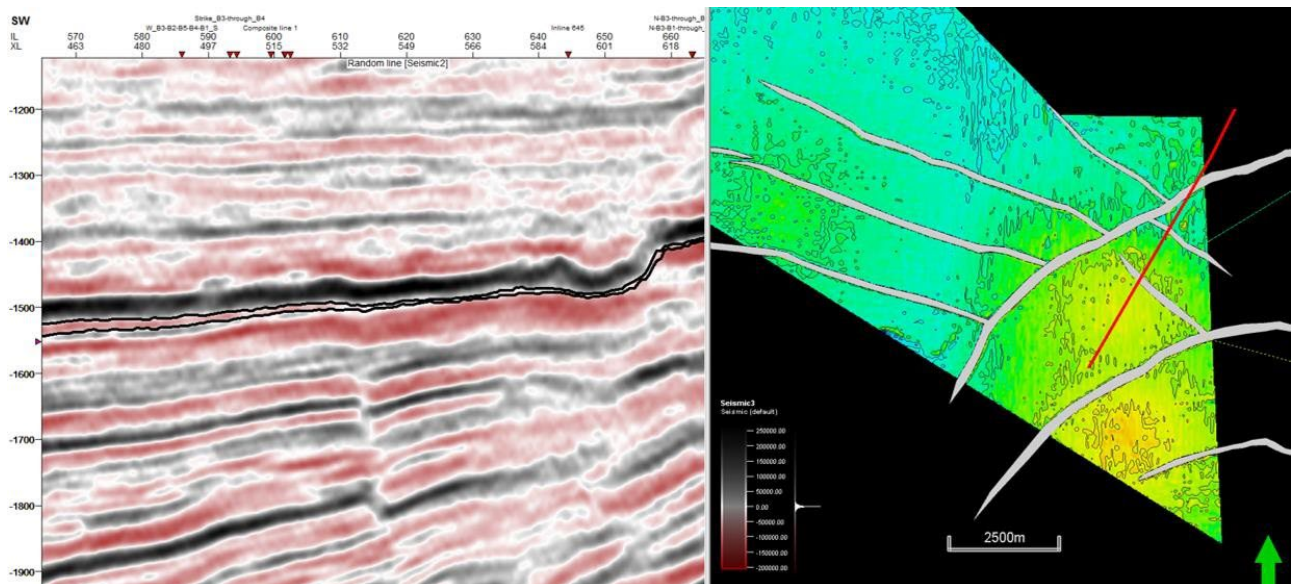 SW
Strike_B3-through_B4
N-B3-through_B
W_B3-B2-B5-B4-B1_S Composite line 1 Inline 645 N-B3-B1-through_
IL 570 580 590 600 610 620 630 640 650 660
XL 463 480 497 515 532 549 566 584 601 618
Random line [Seismic2]
-1200
-1300
-1400
-1500
-1600
-1700
-1800
-1900
Seismic3
Seismic (default)
250000.00
200000.00
150000.00
100000.00
50000.00
0.00
-50000.00
-100000.00
-150000.00
-200000.00
2500m